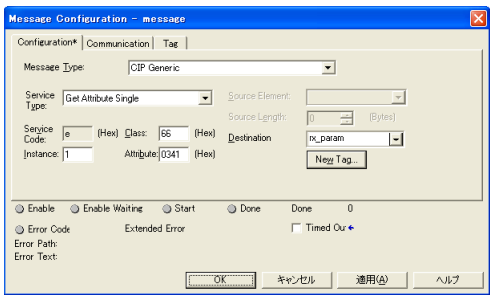 Message Configuration - message
Configuration* Communication Tag
Message Type: CIP Generic
Service Type: Get Attribute Single
Source Element:
Source Length: 0 (Bytes)
Service Code: e (Hex) Class: 66 (Hex)
Destination rx_param
Instance: 1 Attribute: 0341 (Hex)
New Tag...
Enable Enable Waiting Start Done Done 0
Error Code Extended Error Timed Ou
Error Path:
Error Text:
OK キャンセル 適用(A) ヘルプ